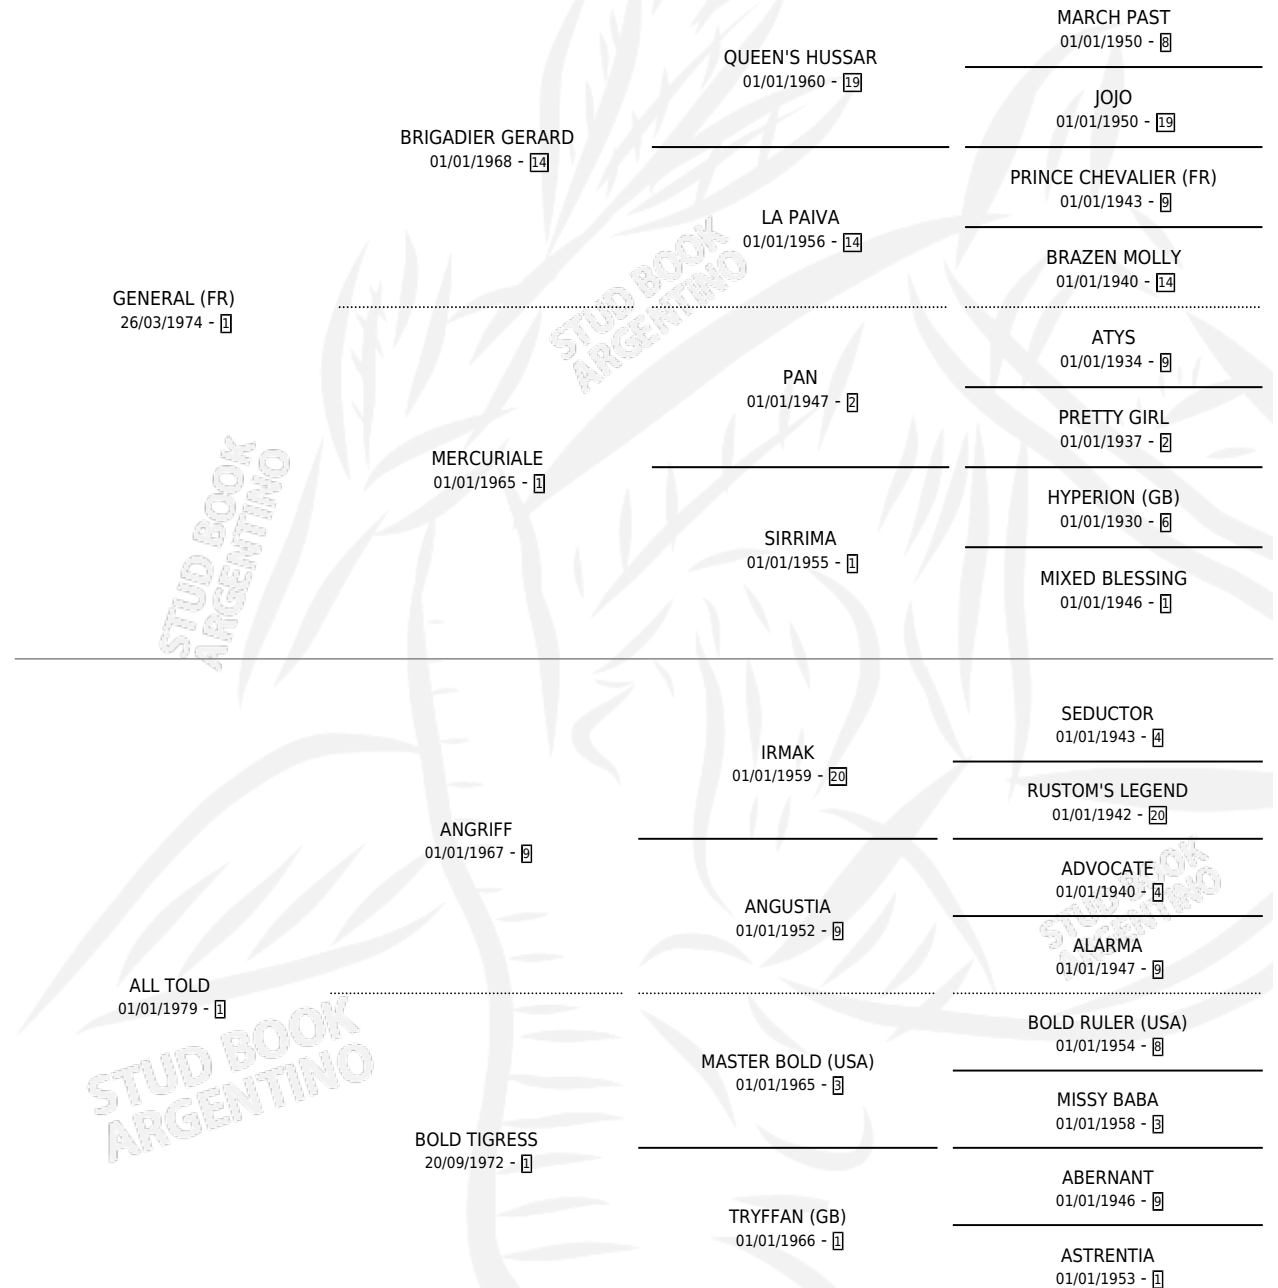 MARCH PAST
01/01/1950 - 8
QUEEN'S HUSSAR
01/01/1960 - 19
JOJO
01/01/1950 - 19
BRIGADIER GERARD
01/01/1968 - 14
PRINCE CHEVALIER (FR)
01/01/1943 - 9
LA PAIVA
01/01/1956 - 14
BRAZEN MOLLY
01/01/1940 - 14
GENERAL (FR)
26/03/1974 - 1
STUD BOOK
ARGENTINO
ATYS
01/01/1934 - 9
PAN
01/01/1947 - 2
PRETTY GIRL
01/01/1937 - 2
MERCURIALE
01/01/1965 - 1
HYPERION (GB)
01/01/1930 - 6
SIRRIMA
01/01/1955 - 1
MIXED BLESSING
01/01/1946 - 1
STUD BOOK
ARGENTINO
SEDUCTOR
01/01/1943 - 4
IRMAK
01/01/1959 - 20
RUSTOM'S LEGEND
01/01/1942 - 20
ANGRIFF
01/01/1967 - 9
ADVOCATE
01/01/1940 - 4
ANGUSTIA
01/01/1952 - 9
STUD BOOK
ARGENTINO
ALARMA
01/01/1947 - 9
ALL TOLD
01/01/1979 - 1
STUD BOOK
ARGENTINO
BOLD RULER (USA)
01/01/1954 - 8
MASTER BOLD (USA)
01/01/1965 - 3
MISSY BABA
01/01/1958 - 3
BOLD TIGRESS
20/09/1972 - 1
ABERNANT
01/01/1946 - 9
TRYFFAN (GB)
01/01/1966 - 1
ASTRENTIA
01/01/1953 - 1